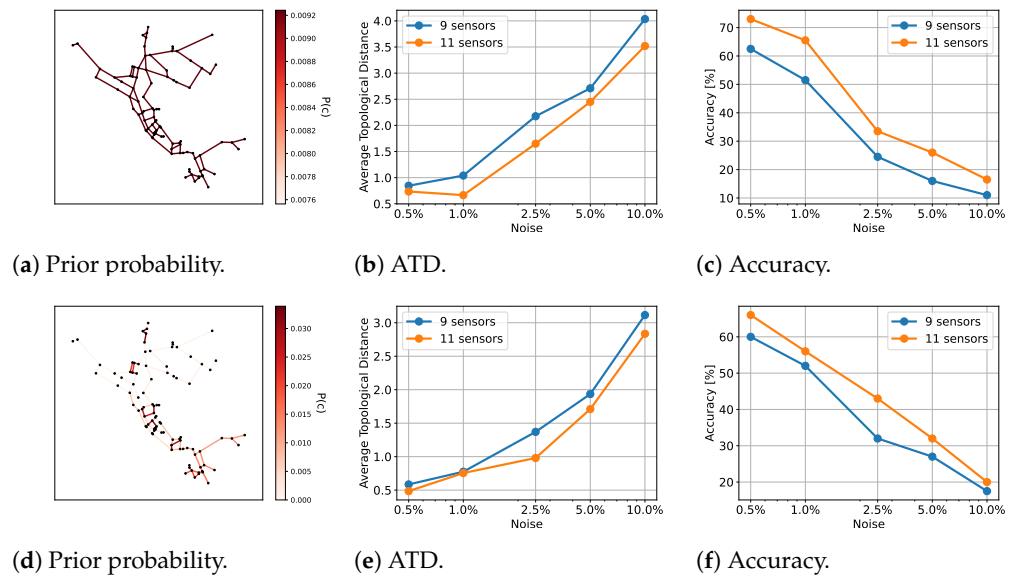 0.0092
0.0090
0.0088
0.0086
0.0084
0.0082
0.0080
0.0078
0.0076
P(c)
4.0
3.5
3.0
2.5
2.0
1.5
1.0
0.5
Average Topological Distance
9 sensors
11 sensors
0.5% 1.0% 2.5% 5.0% 10.0%
Noise
70
60
50
40
30
20
10
Accuracy [%]
9 sensors
11 sensors
0.5% 1.0% 2.5% 5.0% 10.0%
Noise
(a) Prior probability.
(b) ATD.
(c) Accuracy.
0.030
0.025
0.020
0.015
0.010
0.005
0.000
P(c)
3.0
2.5
2.0
1.5
1.0
0.5
Average Topological Distance
9 sensors
11 sensors
0.5% 1.0% 2.5% 5.0% 10.0%
Noise
60
50
40
30
20
Accuracy [%]
9 sensors
11 sensors
0.5% 1.0% 2.5% 5.0% 10.0%
Noise
(d) Prior probability.
(e) ATD.
(f) Accuracy.